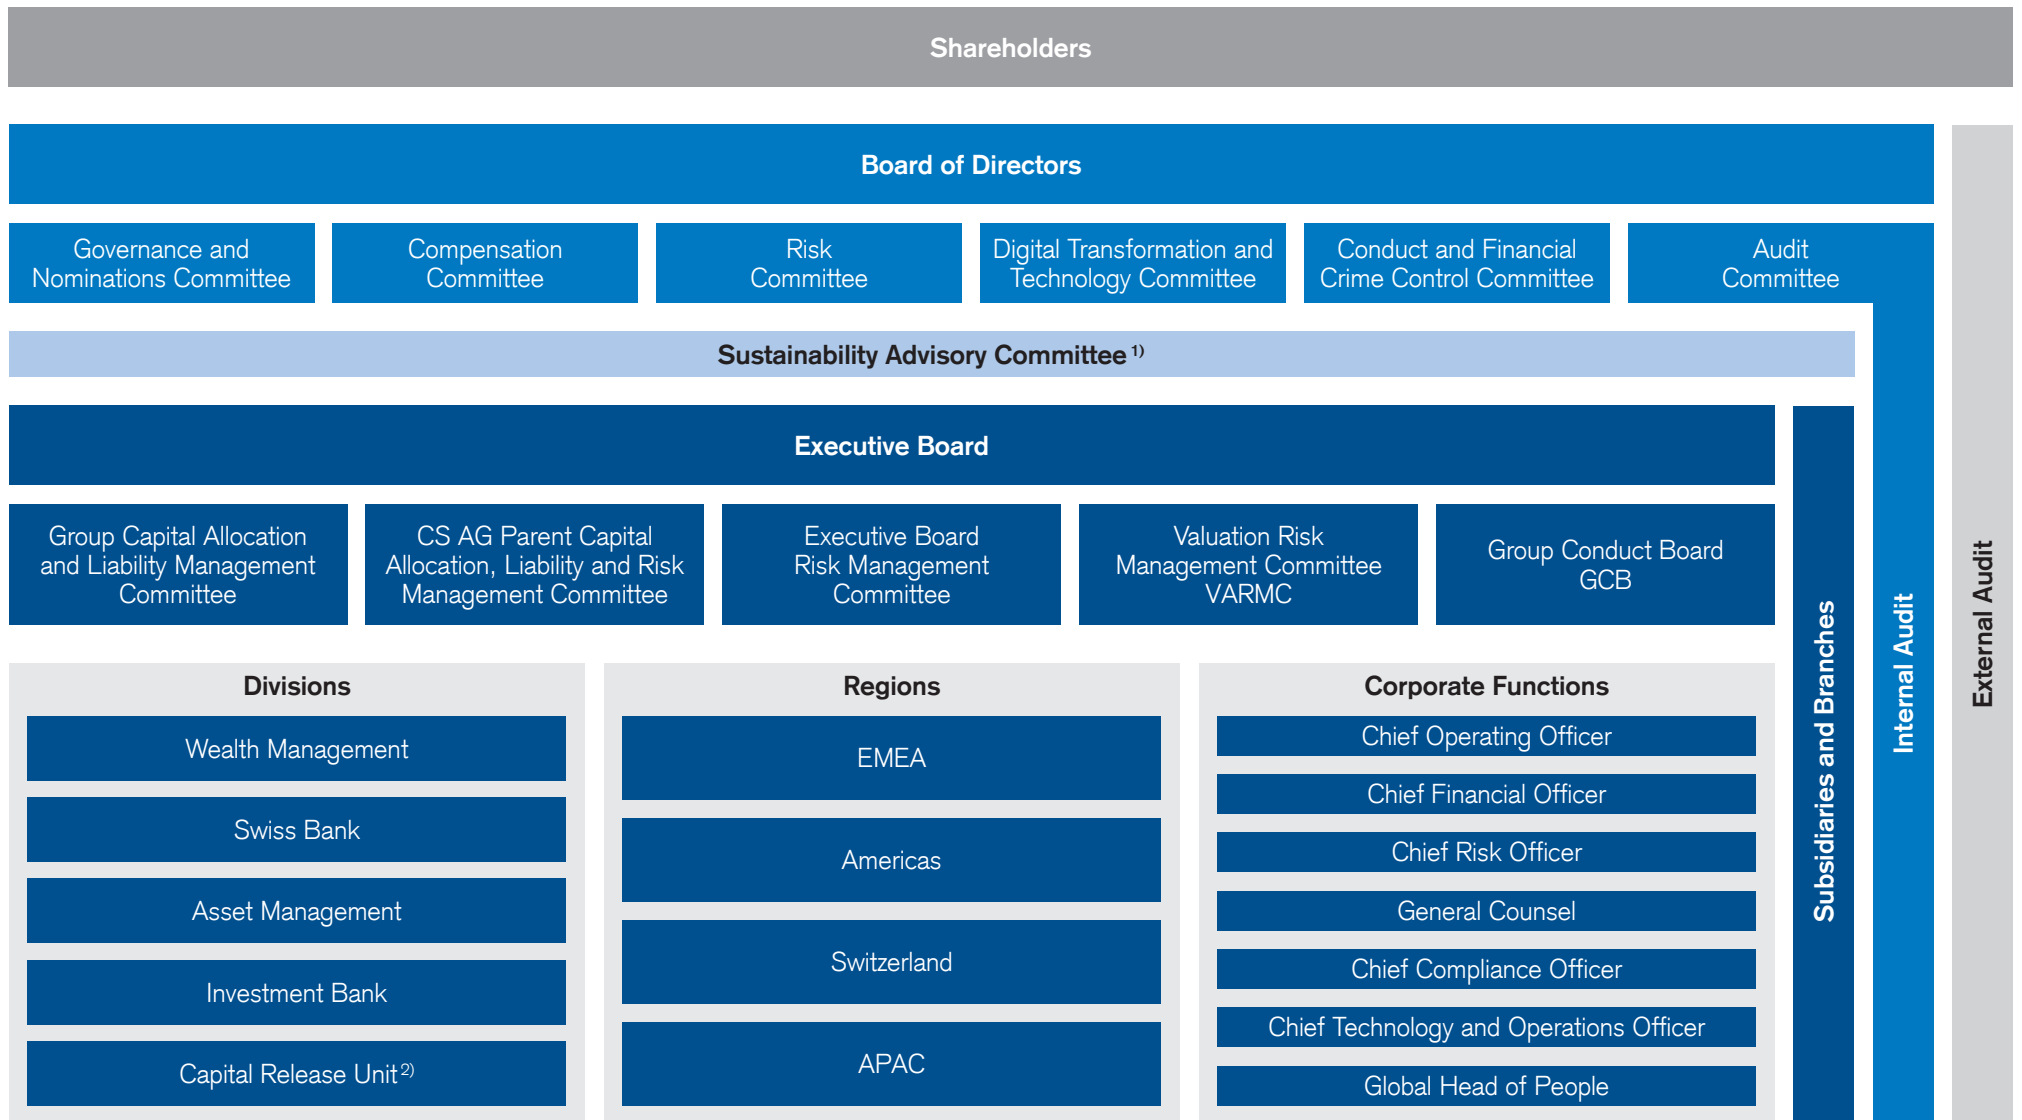 Shareholders
Board of Directors
Governance and
Nominations Committee
Compensation
Committee
Risk
Committee
Digital Transformation and
Technology Committee
Conduct and Financial
Crime Control Committee
Audit
Committee
Sustainability Advisory Committee 1)
Executive Board
Group Capital Allocation
and Liability Management
Committee
CS AG Parent Capital
Allocation, Liability and Risk
Management Committee
Executive Board
Risk Management
Committee
Valuation Risk
Management Committee
VARMC
Group Conduct Board
GCB
Divisions
Wealth Management
Swiss Bank
Asset Management
Investment Bank
Capital Release Unit 2)
Regions
EMEA
Americas
Switzerland
APAC
Corporate Functions
Chief Operating Officer
Chief Financial Officer
Chief Risk Officer
General Counsel
Chief Compliance Officer
Chief Technology and Operations Officer
Global Head of People
Subsidiaries and Branches
Internal Audit
External Audit